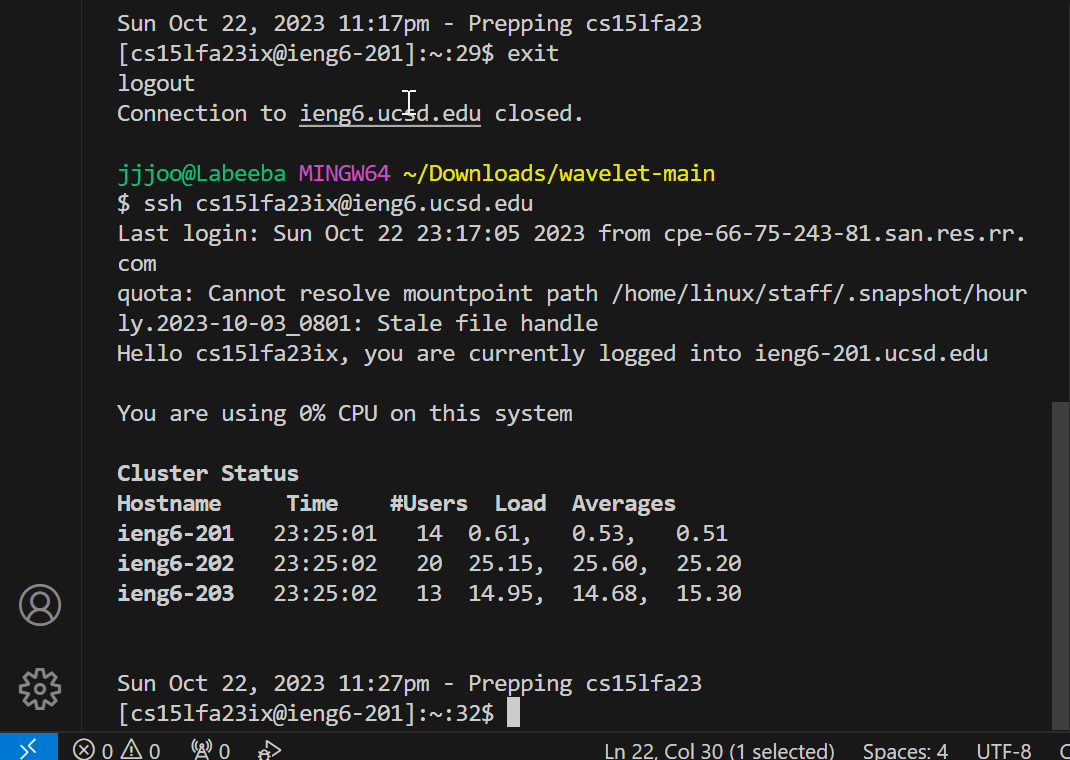 Sun Oct 22, 2023 11:17pm - Prepping cs15lfa23
[cs15lfa23ix@ieng6-201]:~:29$ exit
logout
Connection to ieng6.ucsd.edu closed.
jjjoo@Labeeba MINGW64 ~/Downloads/wavelet-main
$ ssh cs15lfa23ix@ieng6.ucsd.edu
Last login: Sun Oct 22 23:17:05 2023 from cpe-66-75-243-81.san.res.rr.
com
quota: Cannot resolve mountpoint path /home/linux/staff/.snapshot/hour
ly.2023-10-03_0801: Stale file handle
Hello cs15lfa23ix, you are currently logged into ieng6-201.ucsd.edu
You are using 0% CPU on this system
Cluster Status
Hostname Time #Users Load Averages
ieng6-201 23:25:01 14 0.61, 0.53, 0.51
ieng6-202 23:25:02 20 25.15, 25.60, 25.20
ieng6-203 23:25:02 13 14.95, 14.68, 15.30
Sun Oct 22, 2023 11:27pm - Prepping cs15lfa23
[cs15lfa23ix@ieng6-201]:~:32$
0 0 0 Ln 22, Col 30 (1 selected) Spaces: 4 UTF-8